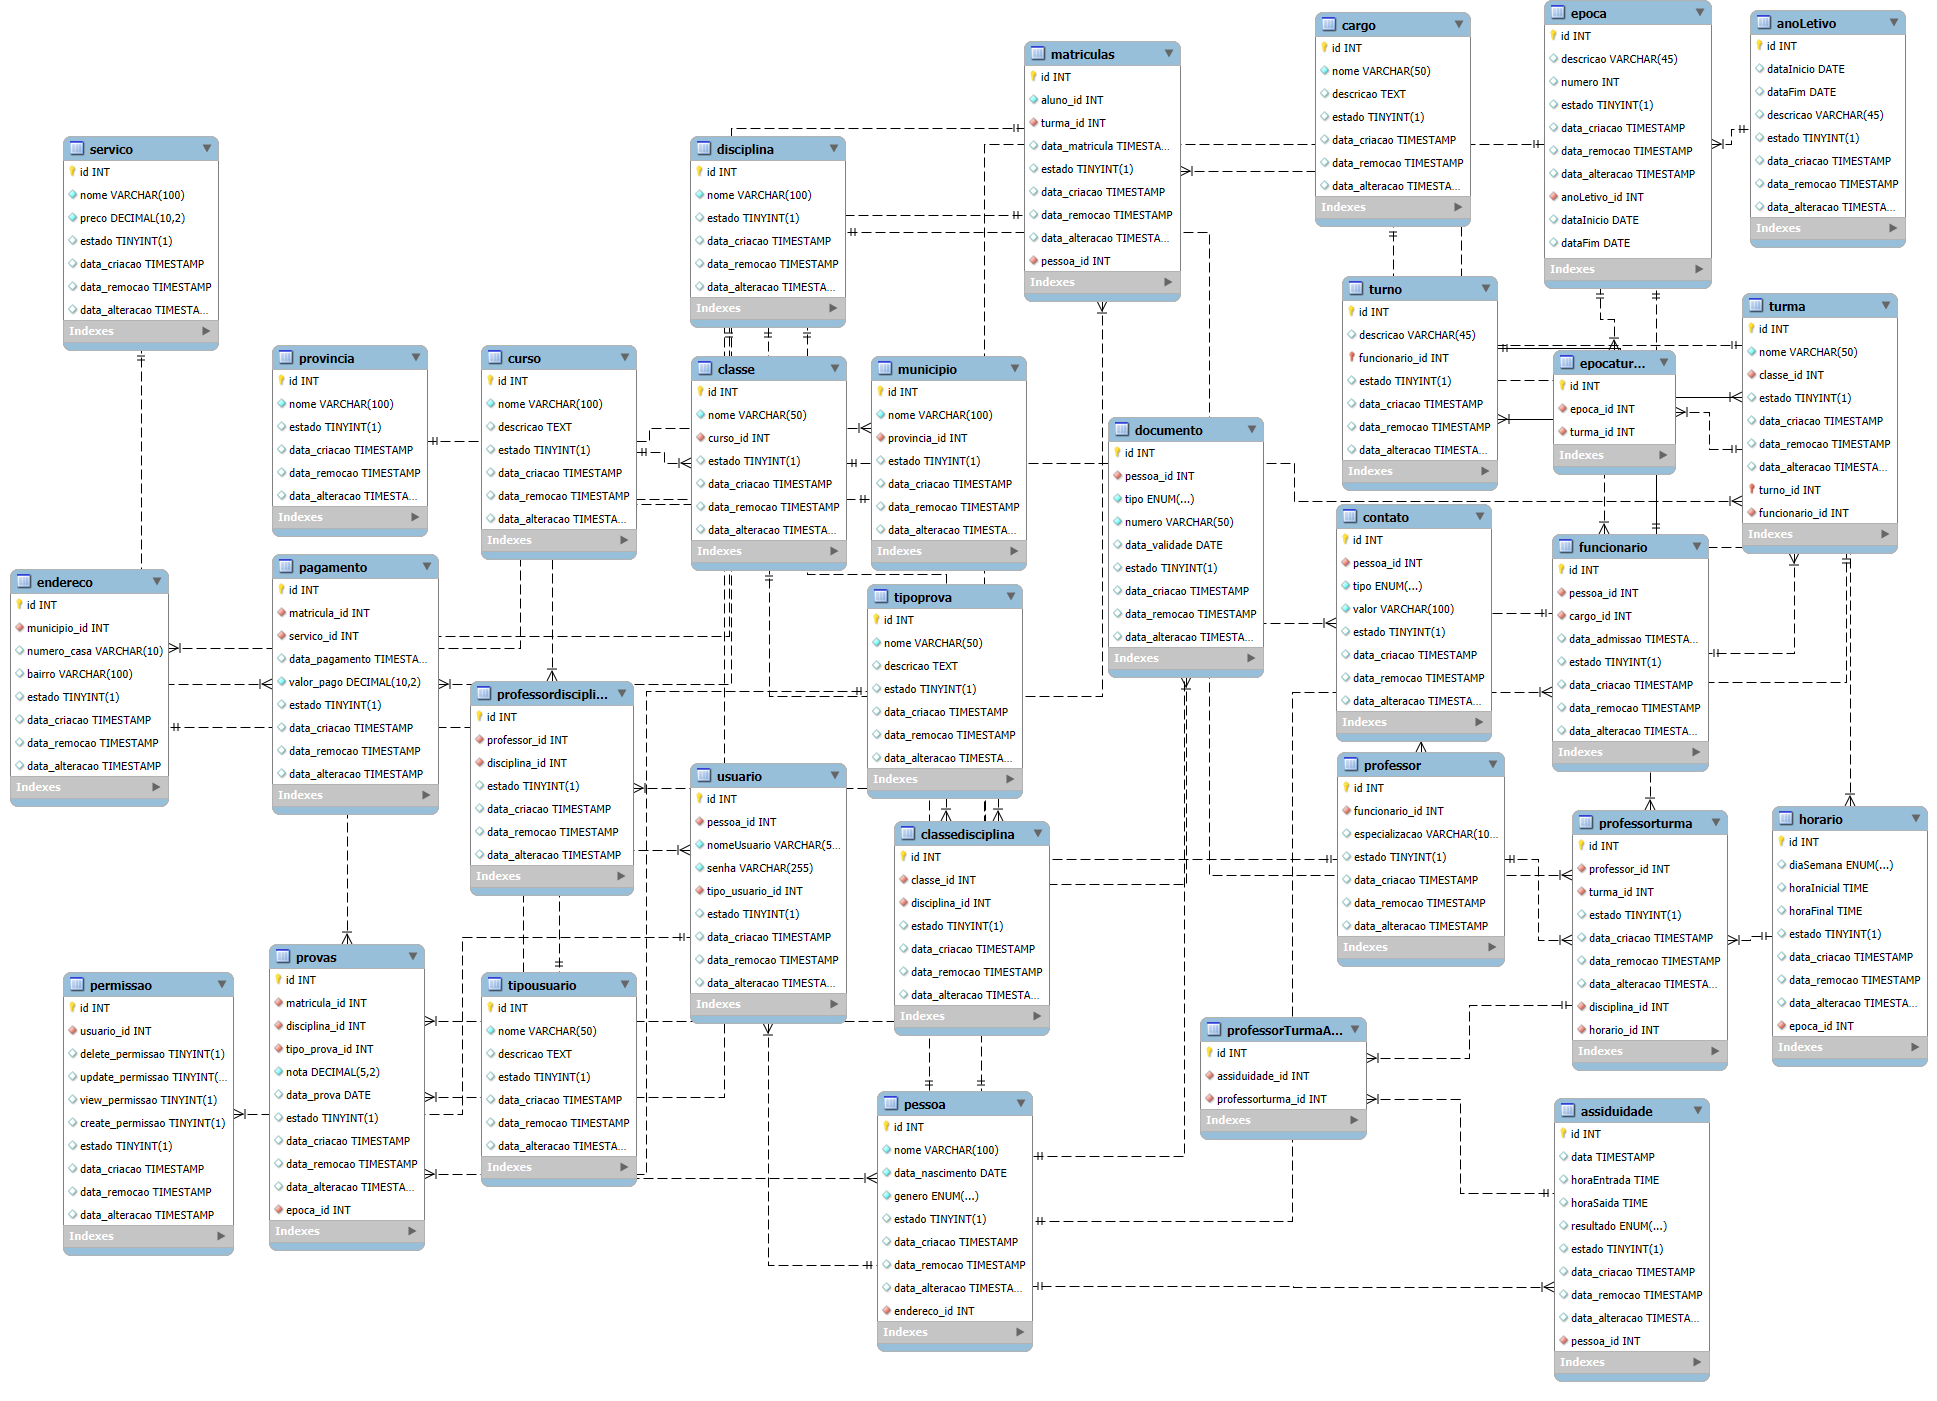 servico
id INT
nome VARCHAR(100)
preco DECIMAL(10,2)
estado TINYINT(1)
data_criacao TIMESTAMP
data_remocao TIMESTAMP
data_alteracao TIMESTA...
Indexes
provincia
id INT
nome VARCHAR(100)
estado TINYINT(1)
data_criacao TIMESTAMP
data_remocao TIMESTAMP
data_alteracao TIMESTA...
Indexes
curso
id INT
nome VARCHAR(100)
descricao TEXT
estado TINYINT(1)
data_criacao TIMESTAMP
data_remocao TIMESTAMP
data_alteracao TIMESTA...
Indexes
disciplina
id INT
nome VARCHAR(100)
estado TINYINT(1)
data_criacao TIMESTAMP
data_remocao TIMESTAMP
data_alteracao TIMESTA...
Indexes
classe
id INT
nome VARCHAR(50)
curso_id INT
estado TINYINT(1)
data_criacao TIMESTAMP
data_remocao TIMESTAMP
data_alteracao TIMESTA...
Indexes
municipio
id INT
nome VARCHAR(100)
provincia_id INT
estado TINYINT(1)
data_criacao TIMESTAMP
data_remocao TIMESTAMP
data_alteracao TIMESTA...
Indexes
matriculas
id INT
aluno_id INT
turma_id INT
data_matricula TIMESTA...
estado TINYINT(1)
data_criacao TIMESTAMP
data_remocao TIMESTAMP
data_alteracao TIMESTA...
pessoa_id INT
Indexes
cargo
id INT
nome VARCHAR(50)
descricao TEXT
estado TINYINT(1)
data_criacao TIMESTAMP
data_remocao TIMESTAMP
data_alteracao TIMESTA...
Indexes
epoca
id INT
descricao VARCHAR(45)
numero INT
estado TINYINT(1)
data_criacao TIMESTAMP
data_remocao TIMESTAMP
data_alteracao TIMESTAMP
anoLetivo_id INT
dataInicio DATE
dataFim DATE
Indexes
anoLetivo
id INT
dataInicio DATE
dataFim DATE
descricao VARCHAR(45)
estado TINYINT(1)
data_criacao TIMESTAMP
data_remocao TIMESTAMP
data_alteracao TIMESTA...
Indexes
turno
id INT
descricao VARCHAR(45)
funcionario_id INT
estado TINYINT(1)
data_criacao TIMESTAMP
data_remocao TIMESTAMP
data_alteracao TIMESTA...
Indexes
epocatur...
id INT
epoca_id INT
turma_id INT
Indexes
turma
id INT
nome VARCHAR(50)
classe_id INT
estado TINYINT(1)
data_criacao TIMESTAMP
data_remocao TIMESTAMP
data_alteracao TIMESTA...
turno_id INT
funcionario_id INT
Indexes
documento
id INT
pessoa_id INT
tipo ENUM(...)
numero VARCHAR(50)
data_validade DATE
estado TINYINT(1)
data_criacao TIMESTAMP
data_remocao TIMESTAMP
data_alteracao TIMESTA...
Indexes
contato
id INT
pessoa_id INT
tipo ENUM(...)
valor VARCHAR(100)
estado TINYINT(1)
data_criacao TIMESTAMP
data_remocao TIMESTAMP
data_alteracao TIMESTA...
Indexes
funcionario
id INT
pessoa_id INT
cargo_id INT
data_admissao TIMESTA...
estado TINYINT(1)
data_criacao TIMESTAMP
data_remocao TIMESTAMP
data_alteracao TIMESTA...
Indexes
endereco
id INT
municipio_id INT
numero_casa VARCHAR(10)
bairro VARCHAR(100)
estado TINYINT(1)
data_criacao TIMESTAMP
data_remocao TIMESTAMP
data_alteracao TIMESTAMP
Indexes
pagamento
id INT
matricula_id INT
servico_id INT
data_pagamento TIMESTA...
valor_pago DECIMAL(10,2)
estado TINYINT(1)
data_criacao TIMESTAMP
data_remocao TIMESTAMP
data_alteracao TIMESTAMP
Indexes
professordiscipli...
id INT
professor_id INT
disciplina_id INT
estado TINYINT(1)
data_criacao TIMESTAMP
data_remocao TIMESTAMP
data_alteracao TIMESTAMP
Indexes
tipoprova
id INT
nome VARCHAR(50)
descricao TEXT
estado TINYINT(1)
data_criacao TIMESTAMP
data_remocao TIMESTAMP
data_alteracao TIMESTA...
Indexes
usuario
id INT
pessoa_id INT
nomeUsuario VARCHAR(5...
senha VARCHAR(255)
tipo_usuario_id INT
estado TINYINT(1)
data_criacao TIMESTAMP
data_remocao TIMESTAMP
data_alteracao TIMESTA...
Indexes
classedisciplina
id INT
classe_id INT
disciplina_id INT
estado TINYINT(1)
data_criacao TIMESTAMP
data_remocao TIMESTAMP
data_alteracao TIMESTA...
Indexes
professor
id INT
funcionario_id INT
especializacao VARCHAR(10...
estado TINYINT(1)
data_criacao TIMESTAMP
data_remocao TIMESTAMP
data_alteracao TIMESTAMP
Indexes
professorturma
id INT
professor_id INT
turma_id INT
estado TINYINT(1)
data_criacao TIMESTAMP
data_remocao TIMESTAMP
data_alteracao TIMESTA...
disciplina_id INT
horario_id INT
Indexes
horario
id INT
diaSemana ENUM(...)
horaInicial TIME
horaFinal TIME
estado TINYINT(1)
data_criacao TIMESTAMP
data_remocao TIMESTAMP
data_alteracao TIMESTA...
epoca_id INT
Indexes
permissao
id INT
usuario_id INT
delete_permissao TINYINT(1)
update_permissao TINYINT(...
view_permissao TINYINT(1)
create_permissao TINYINT(1)
estado TINYINT(1)
data_criacao TIMESTAMP
data_remocao TIMESTAMP
data_alteracao TIMESTAMP
Indexes
provas
id INT
matricula_id INT
disciplina_id INT
tipo_prova_id INT
nota DECIMAL(5,2)
data_prova DATE
estado TINYINT(1)
data_criacao TIMESTAMP
data_remocao TIMESTAMP
data_alteracao TIMESTA...
epoca_id INT
Indexes
tipousuario
id INT
nome VARCHAR(50)
descricao TEXT
estado TINYINT(1)
data_criacao TIMESTAMP
data_remocao TIMESTAMP
data_alteracao TIMESTA...
Indexes
pessoa
id INT
nome VARCHAR(100)
data_nascimento DATE
genero ENUM(...)
estado TINYINT(1)
data_criacao TIMESTAMP
data_remocao TIMESTAMP
data_alteracao TIMESTA...
endereco_id INT
Indexes
professorTurmaA...
id INT
assiduidade_id INT
professorturma_id INT
Indexes
assiduidade
id INT
data TIMESTAMP
horaEntrada TIME
horaSaida TIME
resultado ENUM(...)
estado TINYINT(1)
data_criacao TIMESTAMP
data_remocao TIMESTAMP
data_alteracao TIMESTA...
pessoa_id INT
Indexes